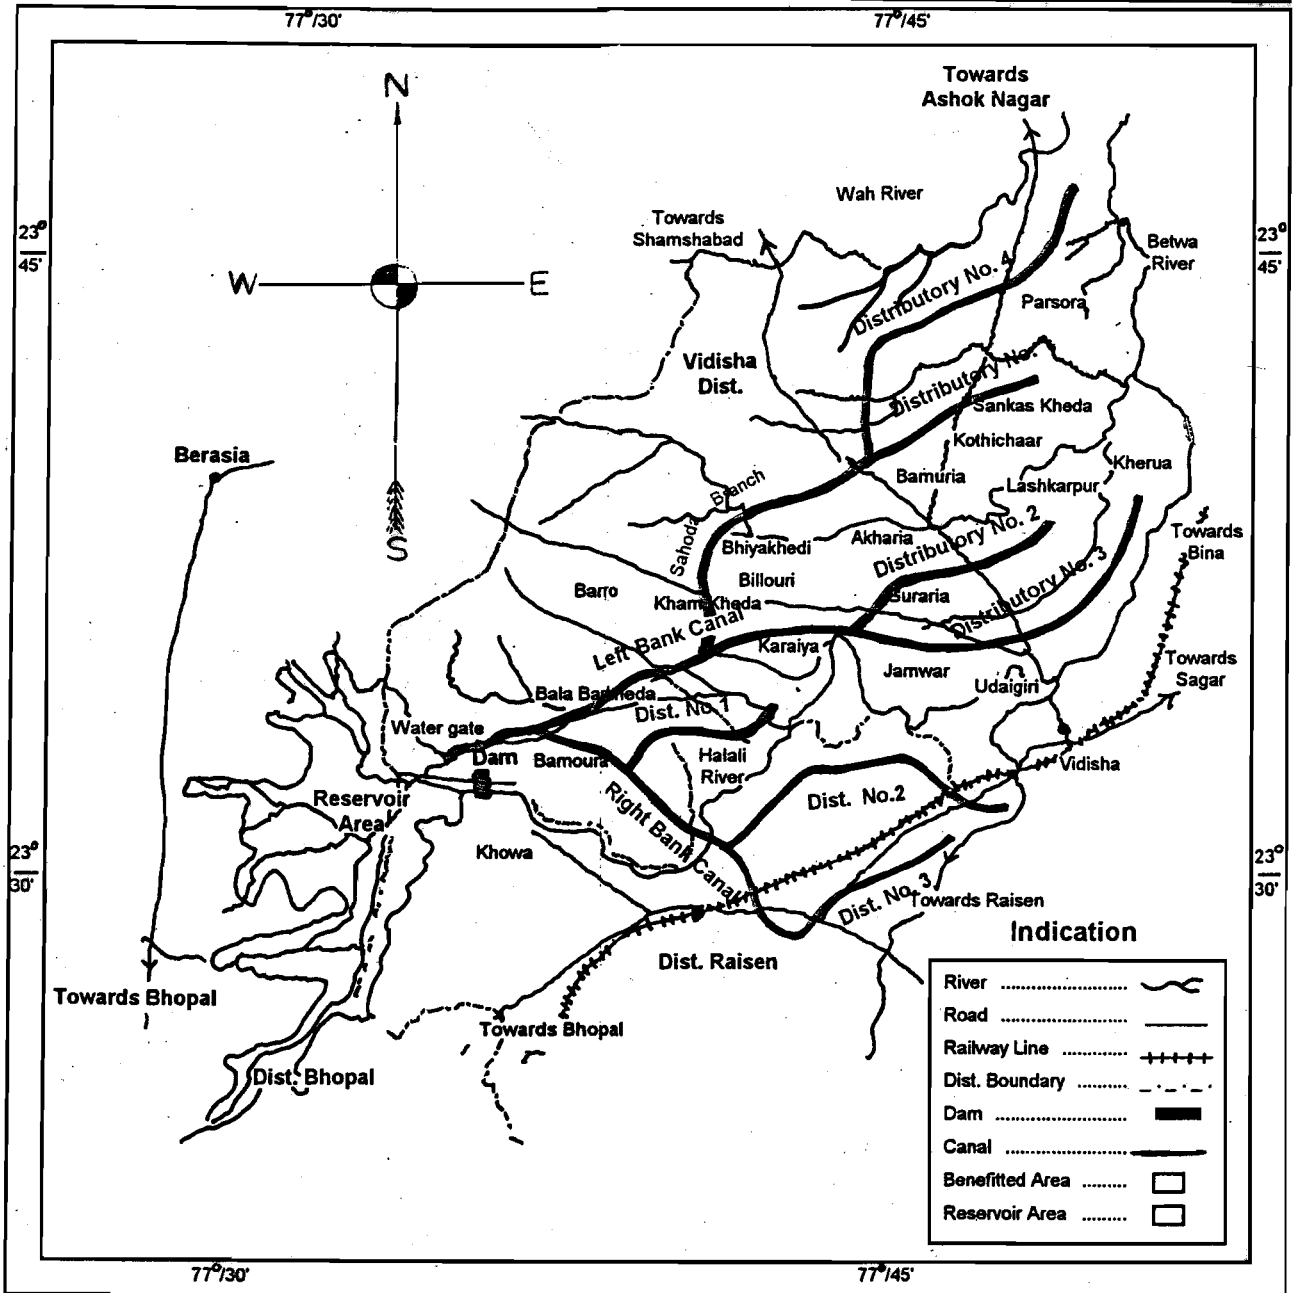 77°/30'
77°/45'
N
Towards
Ashok Nagar
Wah River
Towards
Shamshabad
23°
45'
23°
45'
Betwa
River
W
E
Distributory No. 4
Parsora
Vidisha
Dist.
Distributory No.
Sankas Kheda
Kothichaar
Berasia
Kherua
Bamuria
Lashkarpur
Branch
Sahoda
Towards
Bina
S
Bhiyakhedi
Akharia
Distributory No. 2
Billouri
Barro
Kham Kheda
Suraria
Distributory No. 3
Left Bank Canal
Karaiya
Jamwar
Towards
Sagar
Udaigiri
Bala Barkheda
Dist. No.1
Water gate
Dam
Bamoura
Halali
River
Vidisha
Reservoir
Area
Right Bank Canal
Dist. No.2
Khowa
23°
30'
23°
30'
Dist. No. 3
Towards Raisen
Indication
Dist. Raisen
Towards Bhopal
Towards Bhopal
Dist. Bhopal
River ............................
Road ............................
Railway Line ..............
Dist. Boundary ..........
Dam .............................
Canal ...........................
Benefitted Area .........
Reservoir Area .........
77°/30'
77°/45'